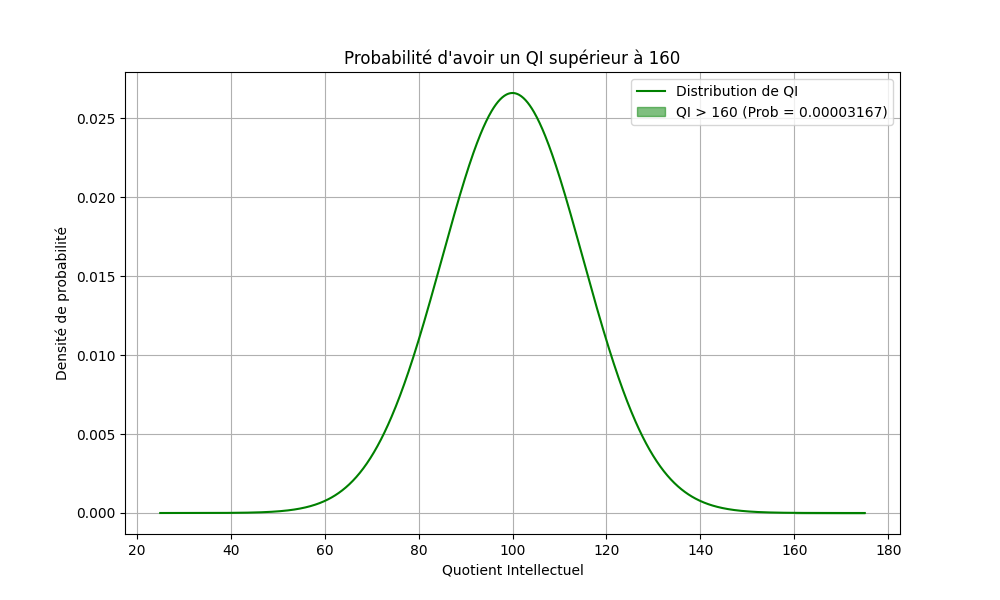 Probabilité d'avoir un QI supérieur à 160
Distribution de QI
QI > 160 (Prob = 0.00003167)
Densité de probabilité
0.025
0.020
0.015
0.010
0.005
0.000
20 40 60 80 100 120 140 160 180
Quotient Intellectuel